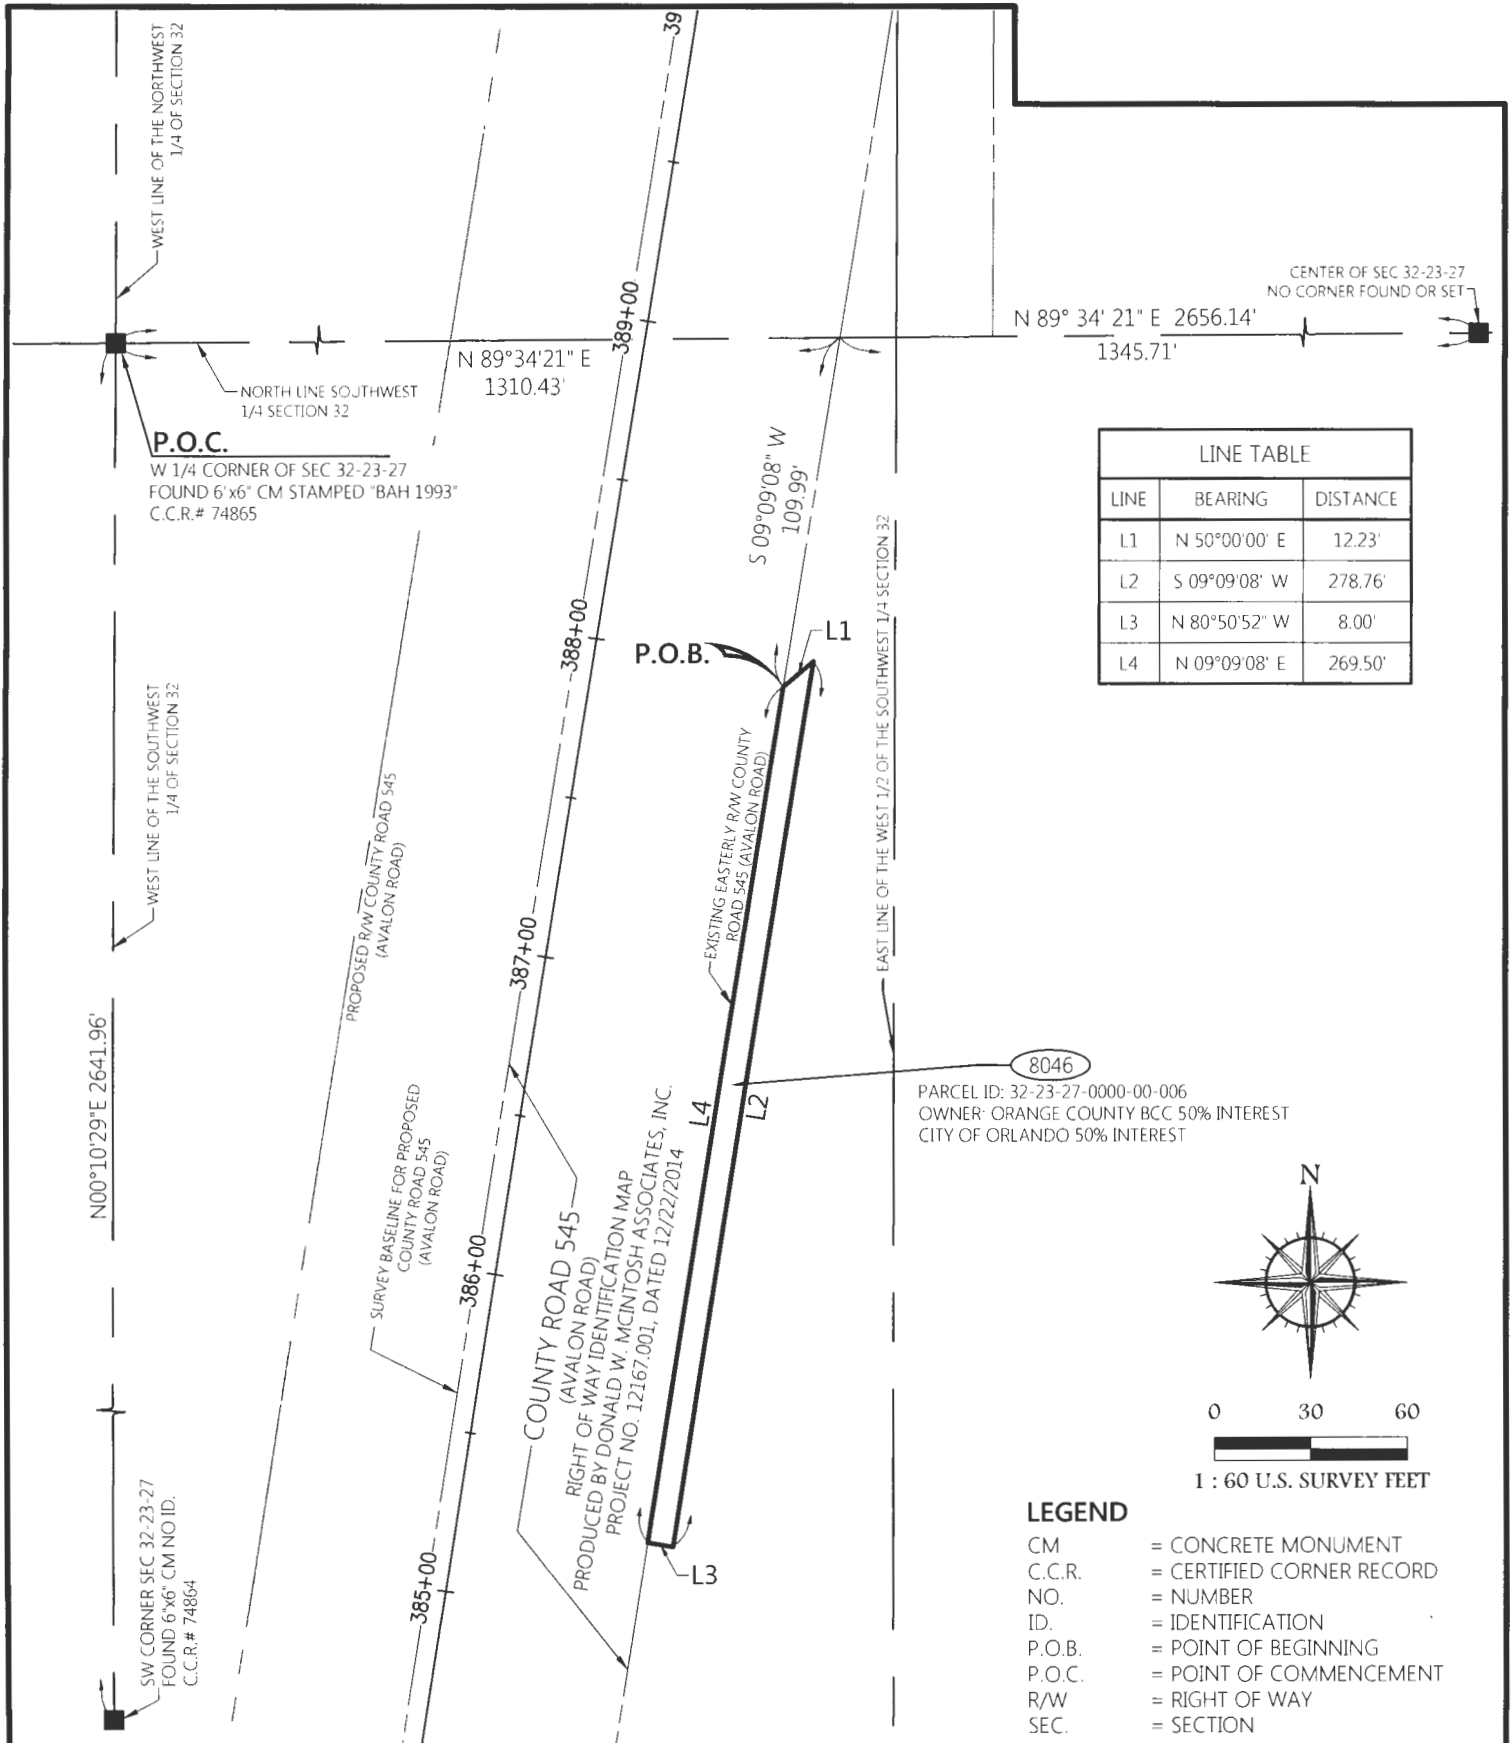 WEST LINE OF THE NORTHWEST
1/4 OF SECTION 32
39
CENTER OF SEC 32-23-27
NO CORNER FOUND OR SET
N 89° 34' 21" E 2656.14'
1345.71'
389+00
N 89°34'21" E
1310.43'
NORTH LINE SOUTHWEST
1/4 SECTION 32
P.O.C.
W 1/4 CORNER OF SEC 32-23-27
FOUND 6'x6" CM STAMPED "BAH 1993"
C.C.R.# 74865
S 09°09'08" W
109.99'
LINE TABLE
LINE BEARING DISTANCE
L1 N 50°00'00' E 12.23'
L2 S 09°09'08' W 278.76'
L3 N 80°50'52" W 8.00'
L4 N 09°09'08' E 269.50'
388+00
P.O.B.
L1
EAST LINE OF THE WEST 1/2 OF THE SOUTHWEST 1/4 SECTION 32
WEST LINE OF THE SOUTHWEST
1/4 OF SECTION 32
PROPOSED R/W COUNTY ROAD 545
(AVALON ROAD)
EXISTING EASTERLY R/W COUNTY
ROAD 545 (AVALON ROAD)
387+00
N00°10'29"E 2641.96'
8046
PARCEL ID: 32-23-27-0000-00-006
OWNER: ORANGE COUNTY BCC 50% INTEREST
CITY OF ORLANDO 50% INTEREST
L4
L2
SURVEY BASELINE FOR PROPOSED
COUNTY ROAD 545
(AVALON ROAD)
386+00
COUNTY ROAD 545
(AVALON ROAD)
RIGHT OF WAY IDENTIFICATION MAP
PRODUCED BY DONALD W. MCINTOSH ASSOCIATES, INC.
PROJECT NO. 12167.001, DATED 12/22/2014
N
0 30 60
1 : 60 U.S. SURVEY FEET
SW CORNER SEC 32-23-27
FOUND 6"x6" CM NO ID.
C.C.R.# 74864
385+00
L3
LEGEND
CM = CONCRETE MONUMENT
C.C.R. = CERTIFIED CORNER RECORD
NO. = NUMBER
ID. = IDENTIFICATION
P.O.B. = POINT OF BEGINNING
P.O.C. = POINT OF COMMENCEMENT
R/W = RIGHT OF WAY
SEC. = SECTION